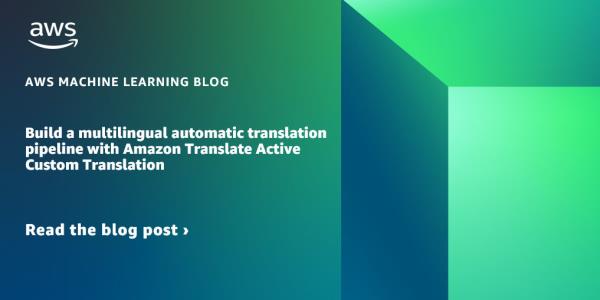 aws
AWS MACHINE LEARNING BLOG
Build a multilingual automatic translation
pipeline with Amazon Translate Active
Custom Translation
Read the blog post ›